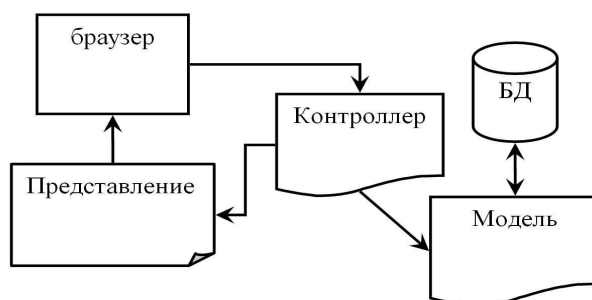 браузер
Контроллер
БД
Представление
Модель